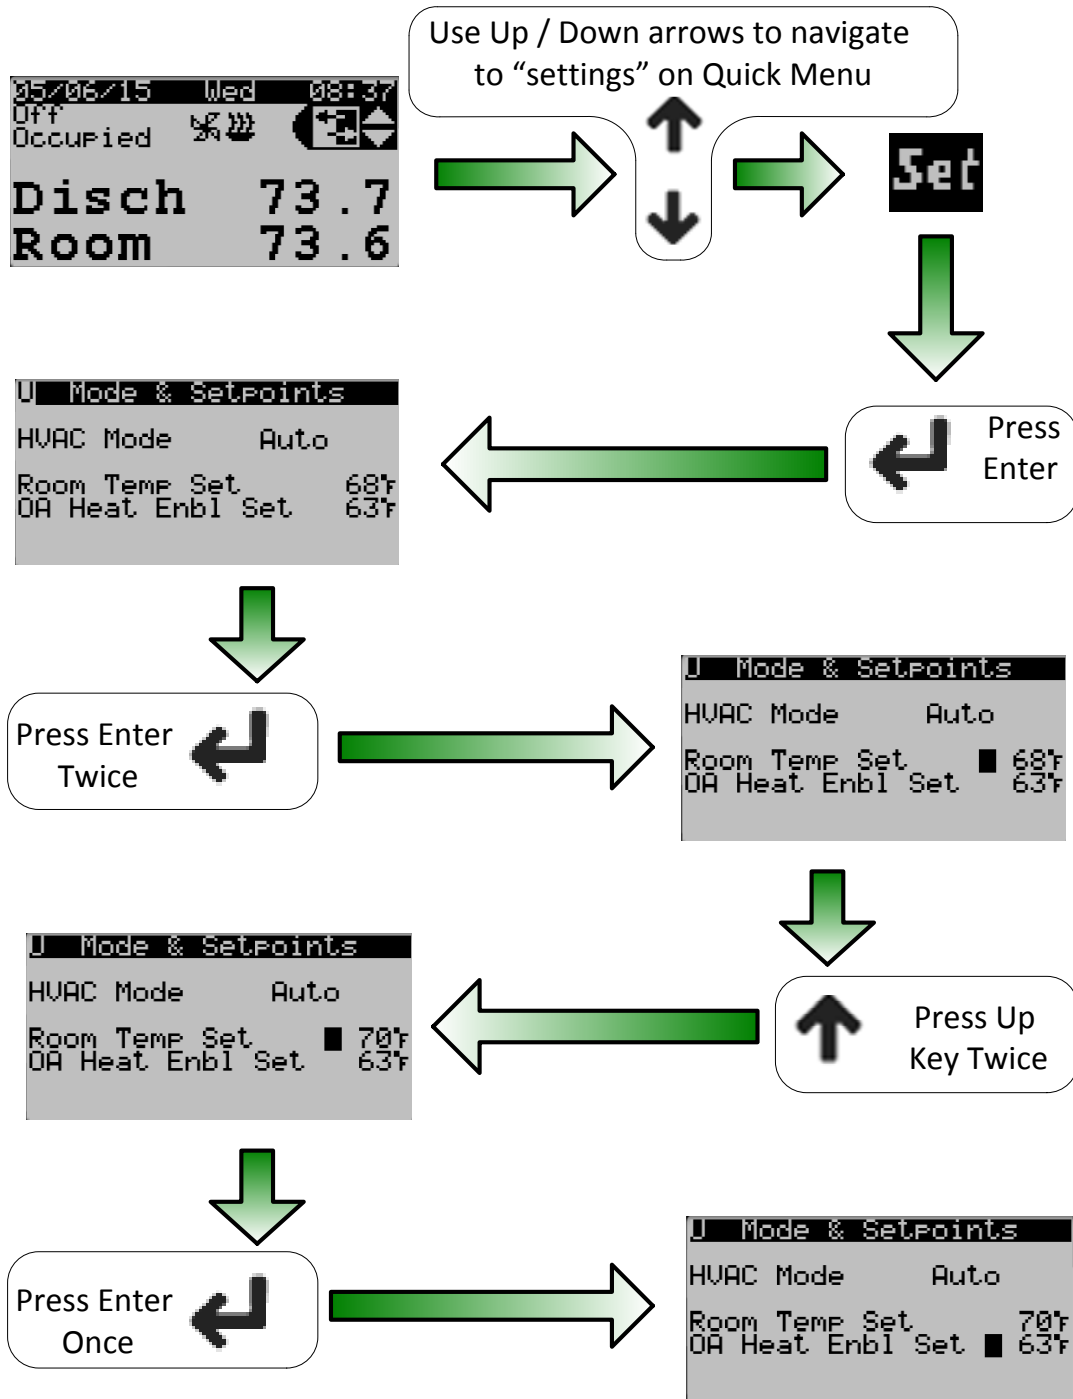 Use Up / Down arrows to navigate
to “settings” on Quick Menu
05/06/15 Wed 08:37
Off
Occupied
Disch 73.7
Room 73.6
Set
Press
Enter
U Mode & Setpoints
HVAC Mode Auto
Room Temp Set 68°F
OA Heat Enbl Set 63°F
Press Enter
Twice
U Mode & Setpoints
HVAC Mode Auto
Room Temp Set 68°F
OA Heat Enbl Set 63°F
Press Up
Key Twice
U Mode & Setpoints
HVAC Mode Auto
Room Temp Set 70°F
OA Heat Enbl Set 63°F
Press Enter
Once
U Mode & Setpoints
HVAC Mode Auto
Room Temp Set 70°F
OA Heat Enbl Set 63°F